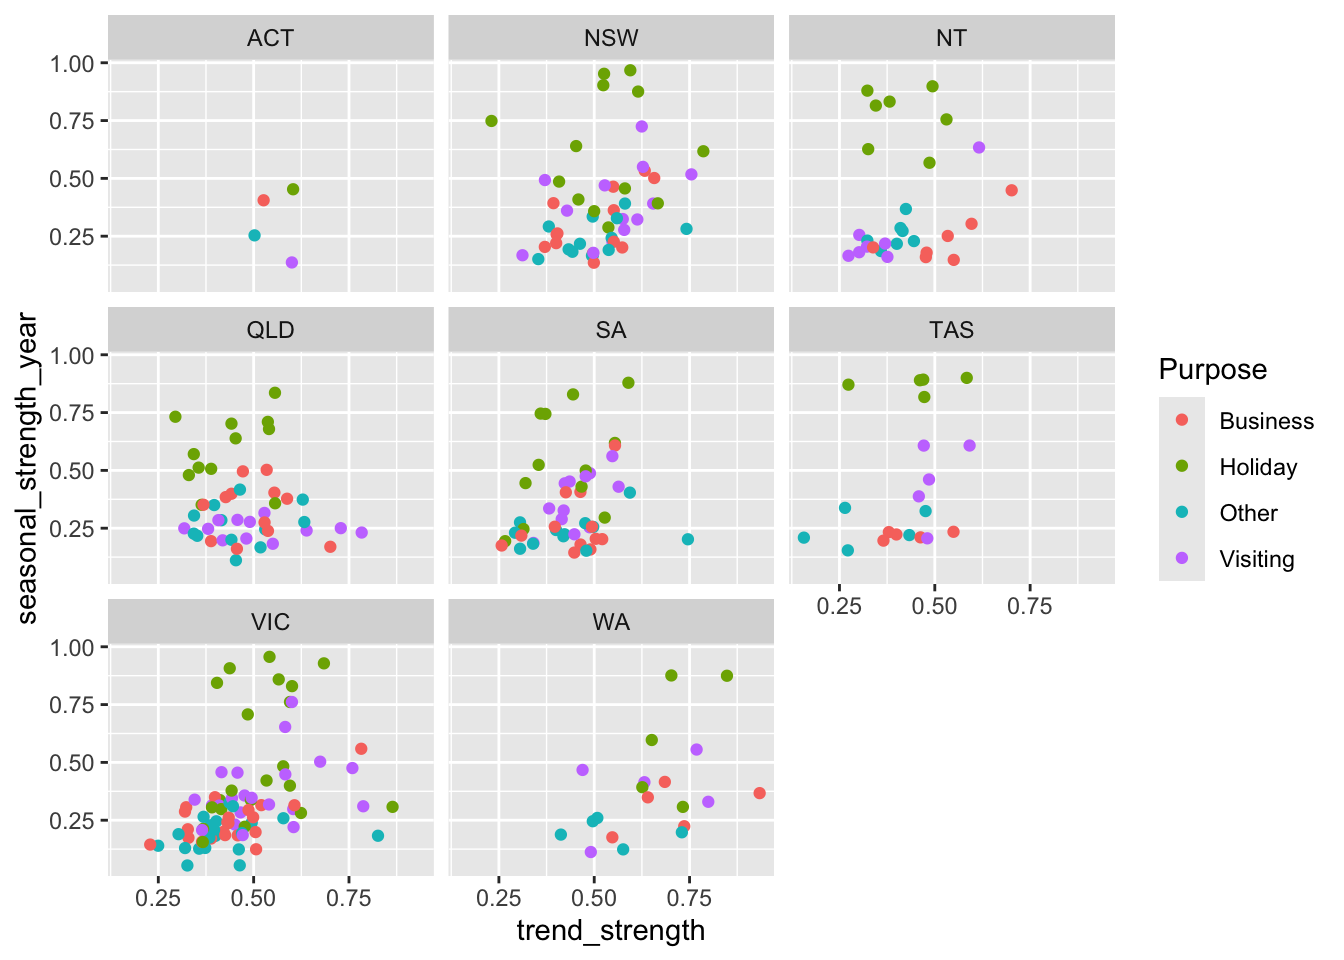 ACT NSW NT
1.00
0.75
0.50
0.25
QLD SA TAS
1.00
0.75
0.50
0.25
0.25 0.50 0.75
VIC WA
1.00
0.75
0.50
0.25
0.25 0.50 0.75 0.25 0.50 0.75
trend_strength
seasonal_strength_year
Purpose
Business
Holiday
Other
Visiting